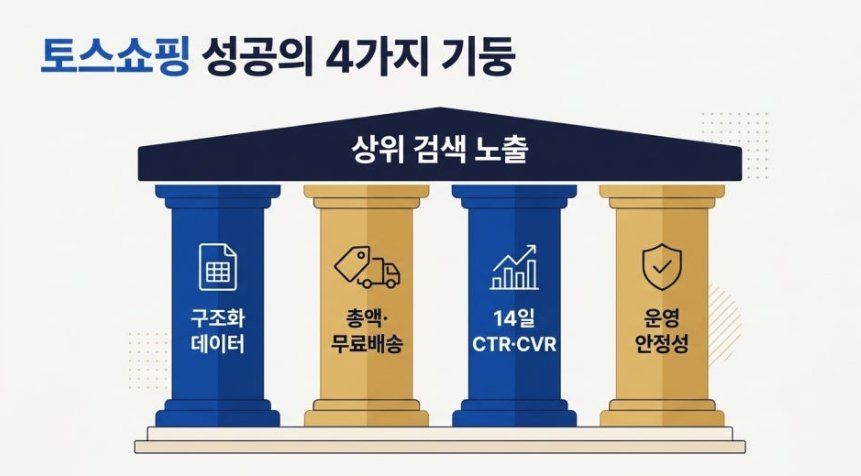 토스쇼핑 성공의 4가지 기둥
상위 검색 노출
구조화
데이터
총액·
무료배송
14일
CTR·CVR
운영
안정성